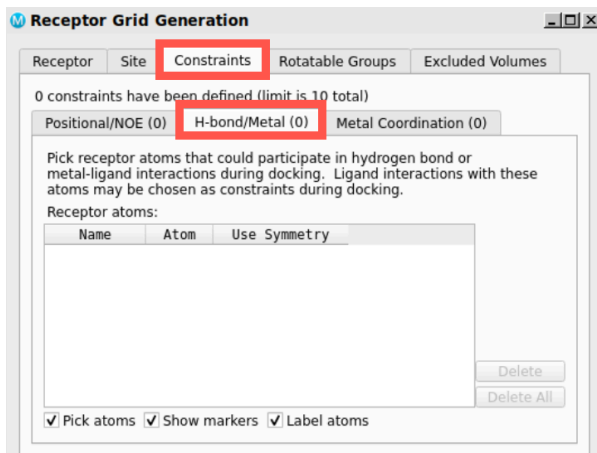 Receptor Grid Generation
Receptor Site Constraints Rotatable Groups Excluded Volumes
0 constraints have been defined (limit is 10 total)
Positional/NOE (0) H-bond/Metal (0) Metal Coordination (0)
Pick receptor atoms that could participate in hydrogen bond or
metal-ligand interactions during docking. Ligand interactions with these
atoms may be chosen as constraints during docking.
Receptor atoms:
Name Atom Use Symmetry
Delete
Delete All
Pick atoms Show markers Label atoms